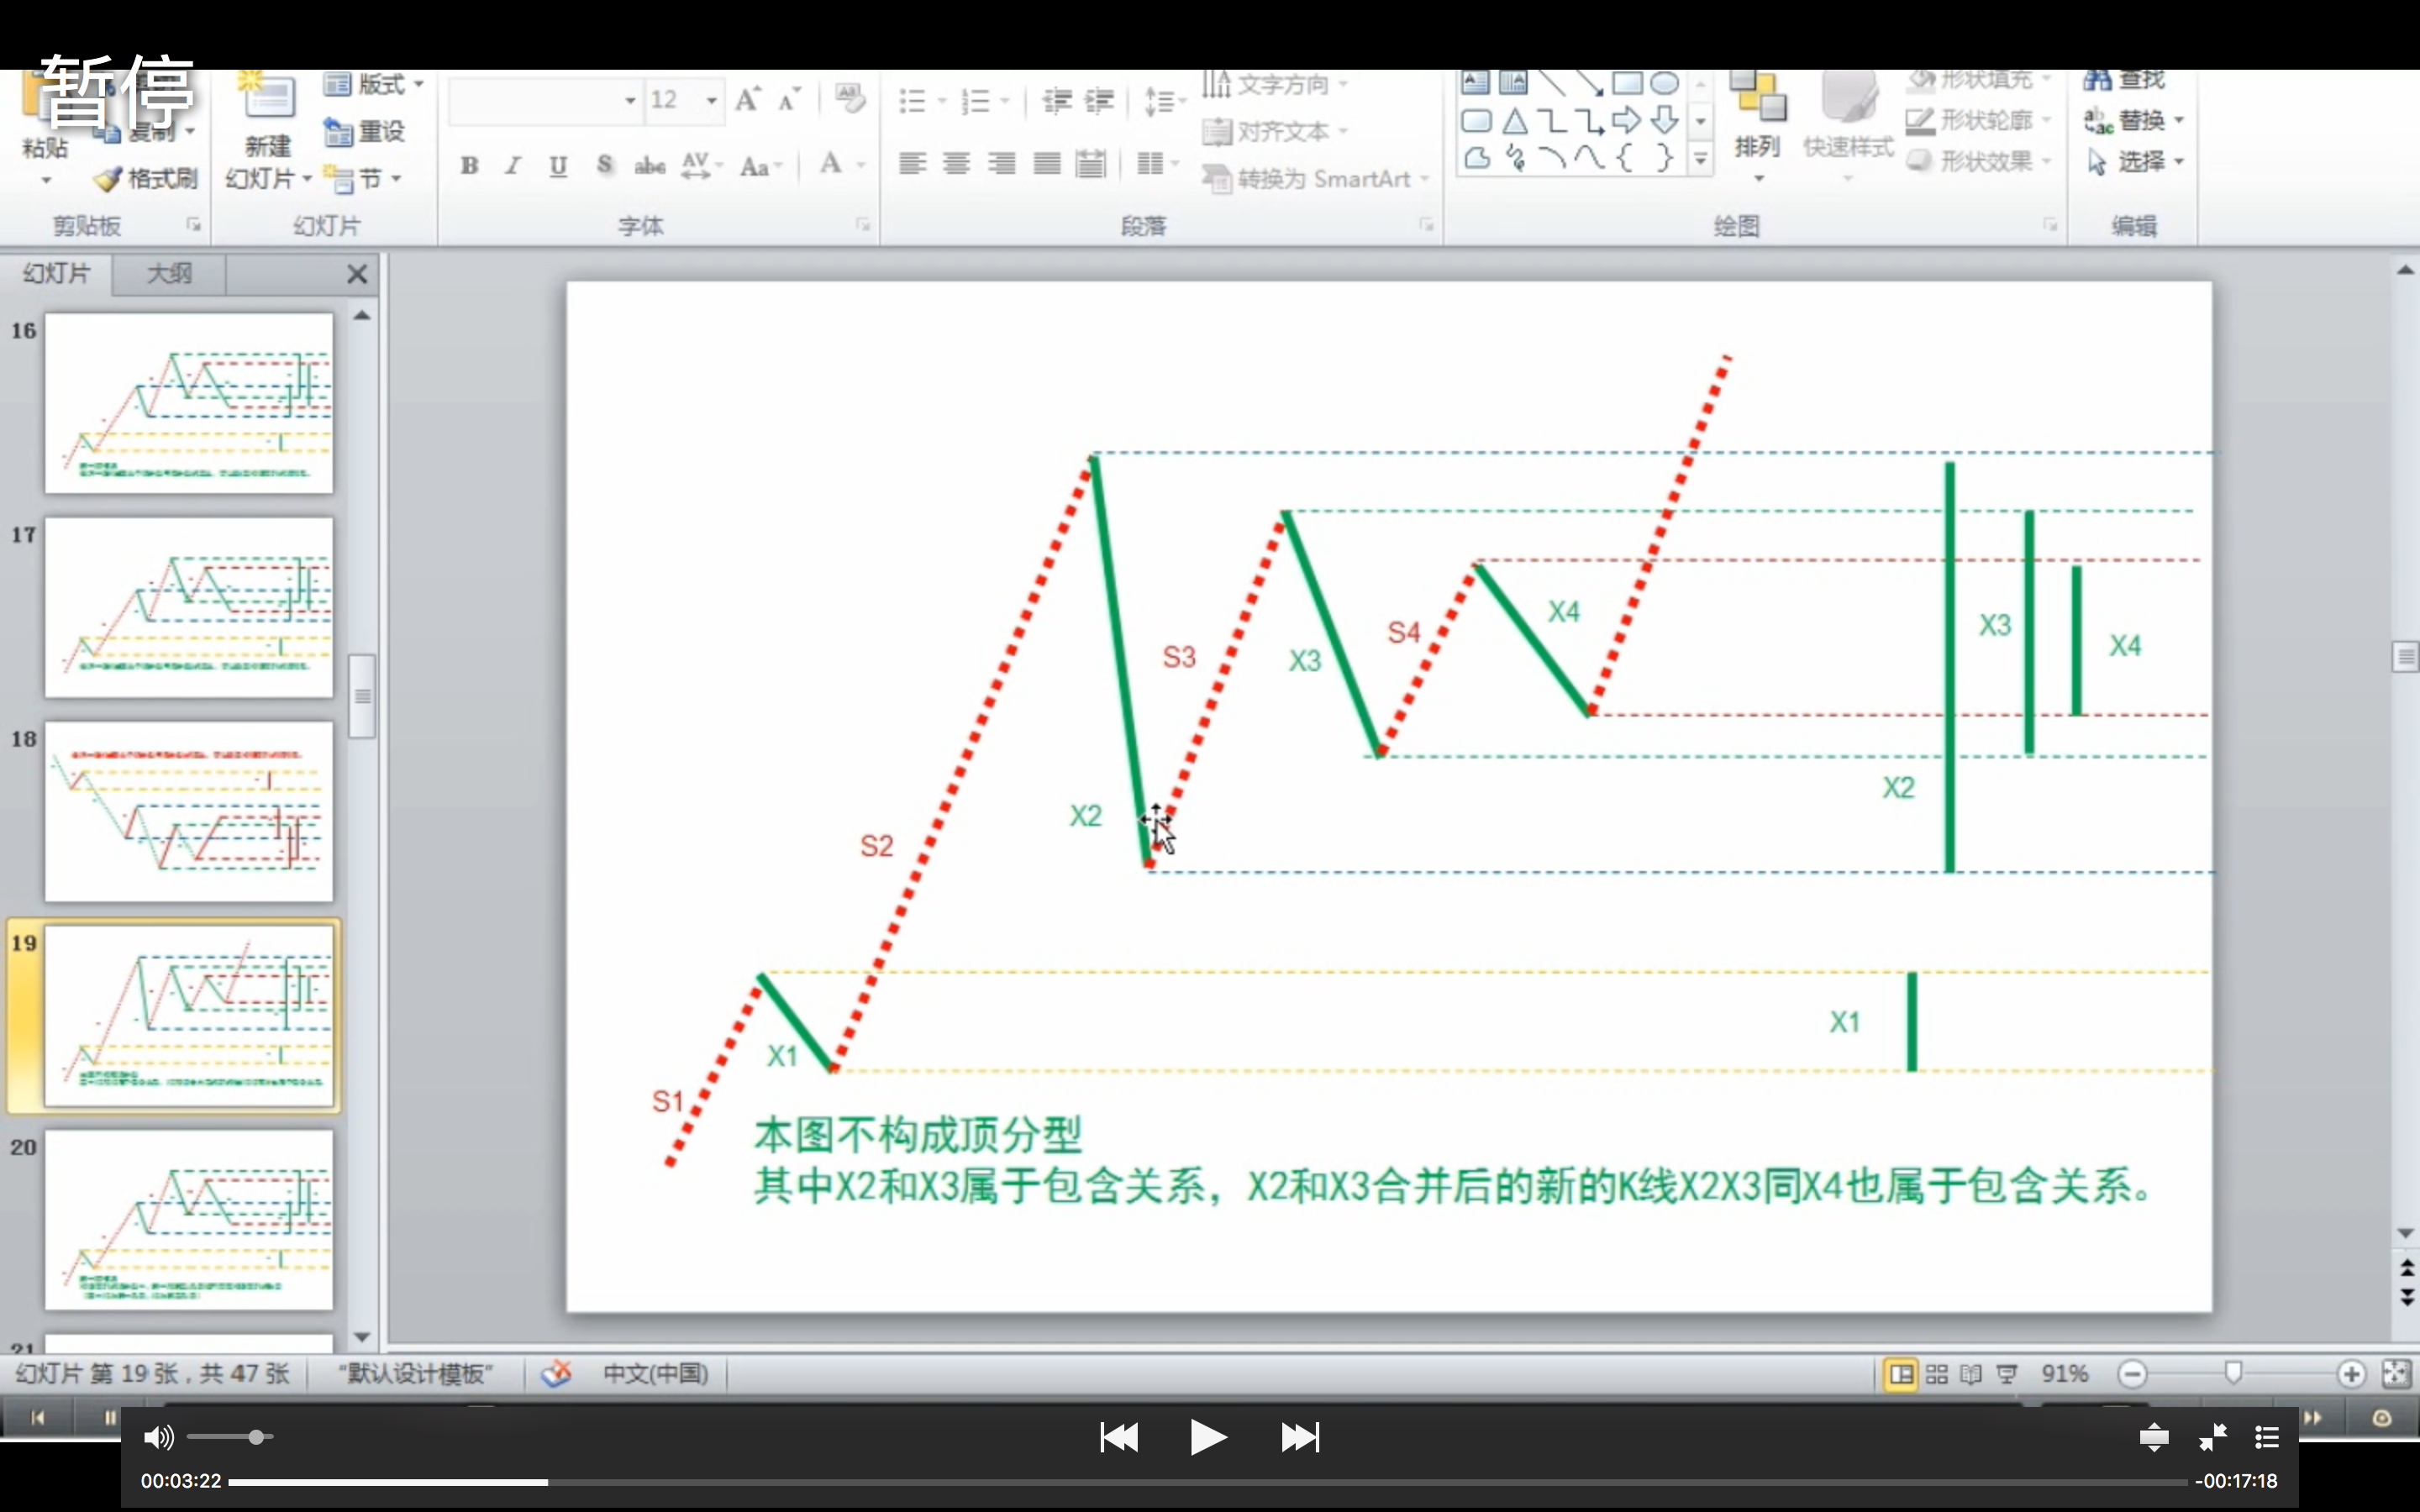 暂停
粘贴
复制
格式刷
剪贴板
新建
幻灯片
版式
重设
节
幻灯片
12
B I U S abc AV Aa A
字体
文字方向
对齐文本
转换为 SmartArt
段落
排列
快速样式
形状填充
形状轮廓
形状效果
绘图
查找
替换
选择
编辑
幻灯片
大纲
16
17
18
19
20
21
S1
X1
S2
X2
S3
X3
S4
X4
X2
X3
X4
X1
本图不构成顶分型
其中X2和X3属于包含关系，X2和X3合并后的新的K线X2X3同X4也属于包含关系。
幻灯片 第 19 张，共 47 张
“默认设计模板”
中文(中国)
91%
00:03:22
-00:17:18